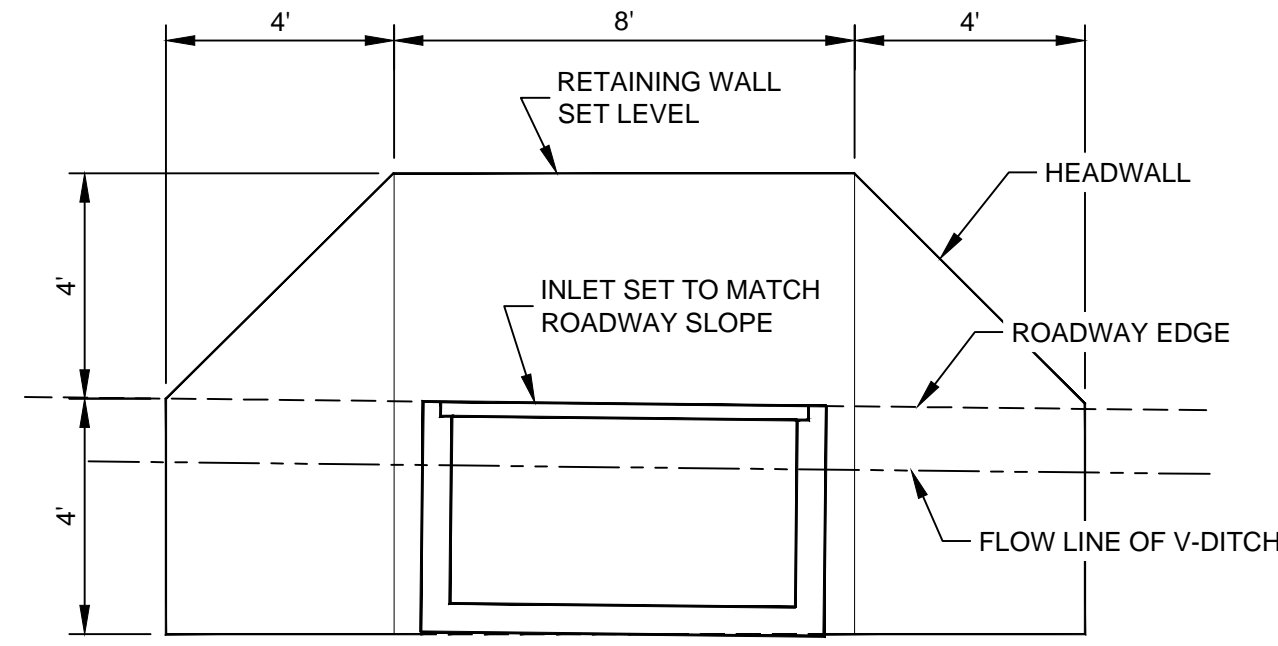 4'
8'
4'
RETAINING WALL
SET LEVEL
HEADWALL
4'
INLET SET TO MATCH
ROADWAY SLOPE
ROADWAY EDGE
4'
FLOW LINE OF V-DITCH